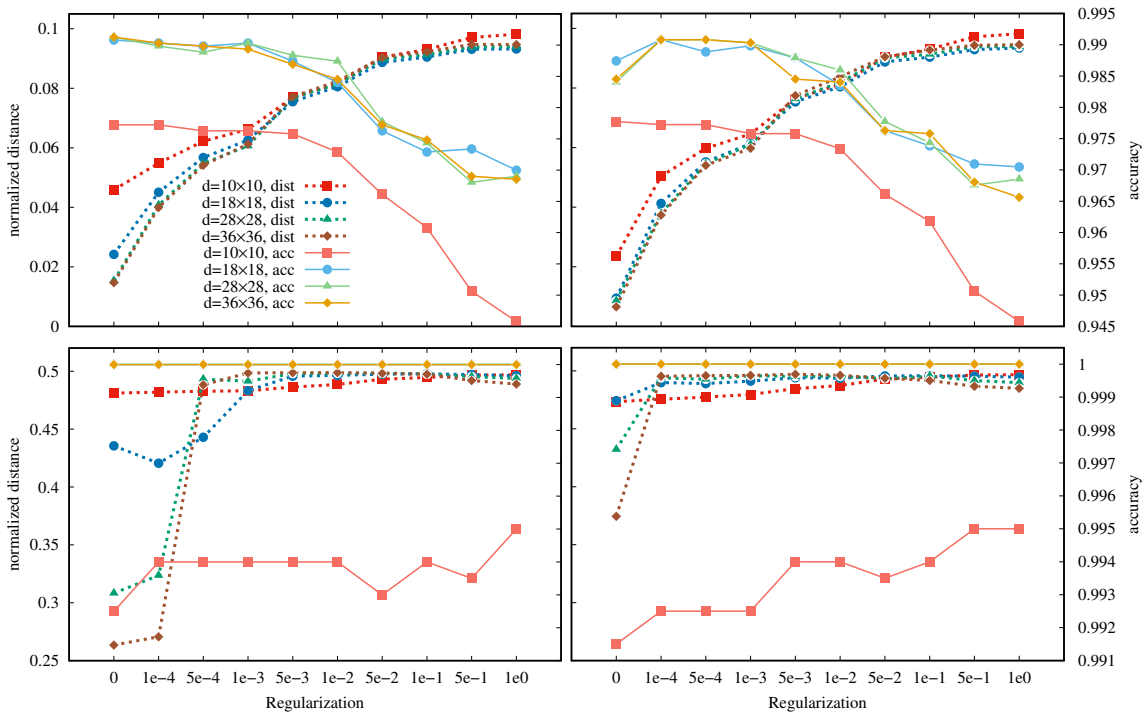 0.1
0.08
0.06
0.04
0.02
0
normalized distance
d=10×10, dist
d=18×18, dist
d=28×28, dist
d=36×36, dist
d=10×10, acc
d=18×18, acc
d=28×28, acc
d=36×36, acc
0.995
0.99
0.985
0.98
0.975
0.97
0.965
0.96
0.955
0.95
0.945
accuracy
0.5
0.45
0.4
0.35
0.3
0.25
normalized distance
1
0.999
0.998
0.997
0.996
0.995
0.994
0.993
0.992
0.991
accuracy
0 1e−4 5e−4 1e−3 5e−3 1e−2 5e−2 1e−1 5e−1 1e0
Regularization
0 1e−4 5e−4 1e−3 5e−3 1e−2 5e−2 1e−1 5e−1 1e0
Regularization